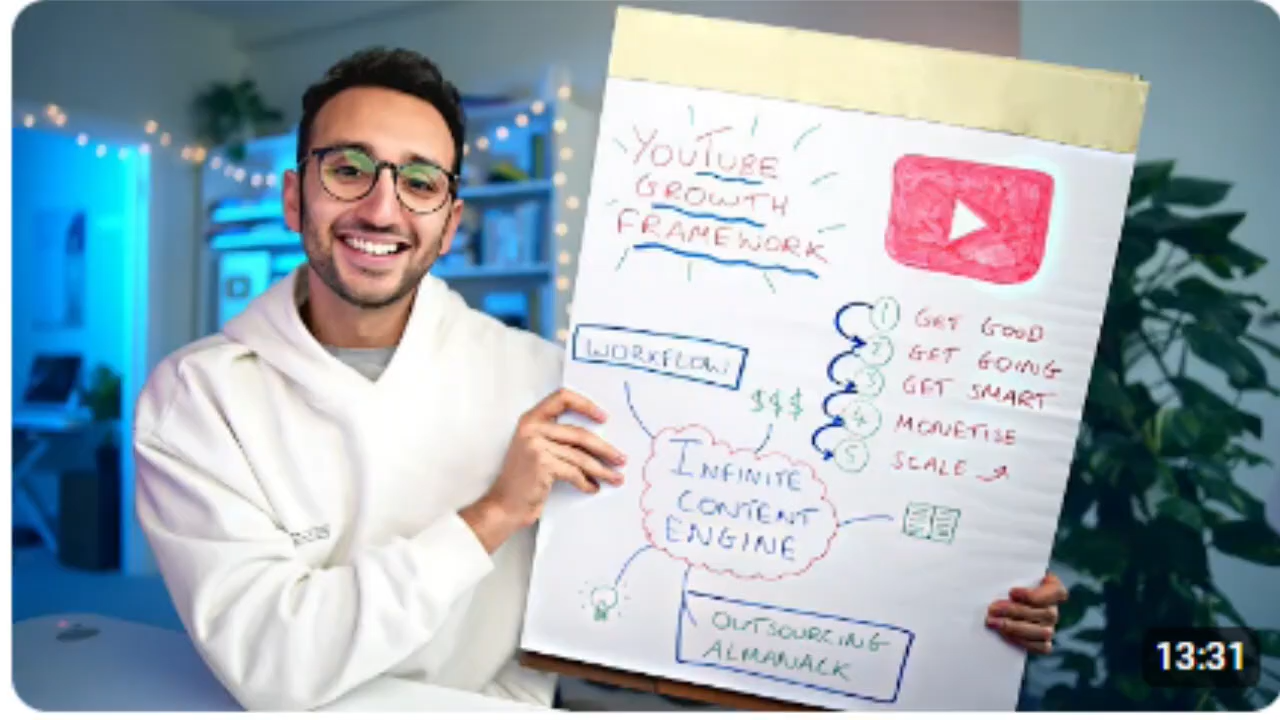 YOUTUBE
GROWTH
FRAMEWORK
1 GET GOOD
2 GET GOING
3 GET SMART
4 MONETISE
5 SCALE
WORKFLOW
$$$
INFINITE
CONTENT
ENGINE
OUTSOURCING
ALMANACK
13:31